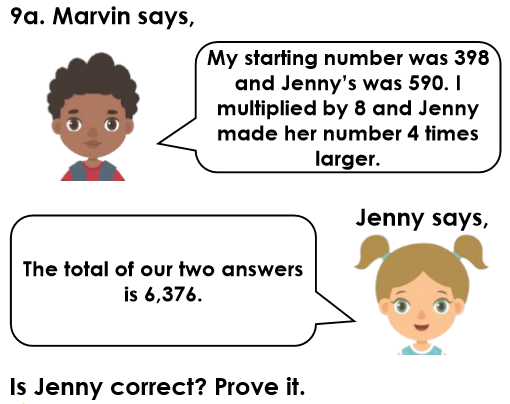 9a. Marvin says,
My starting number was 398
and Jenny's was 590. I
multiplied by 8 and Jenny
made her number 4 times
larger.
Jenny says,
The total of our two answers
is 6,376.
Is Jenny correct? Prove it.